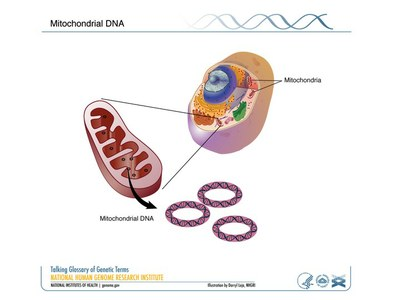 Mitochondrial DNA
Mitochondria
Mitochondrial DNA
Talking Glossary of Genetic Terms
NATIONAL HUMAN GENOME RESEARCH INSTITUTE
NATIONAL INSTITUTES OF HEALTH | genome.gov
Illustration by Darryl Leja, NHGRI